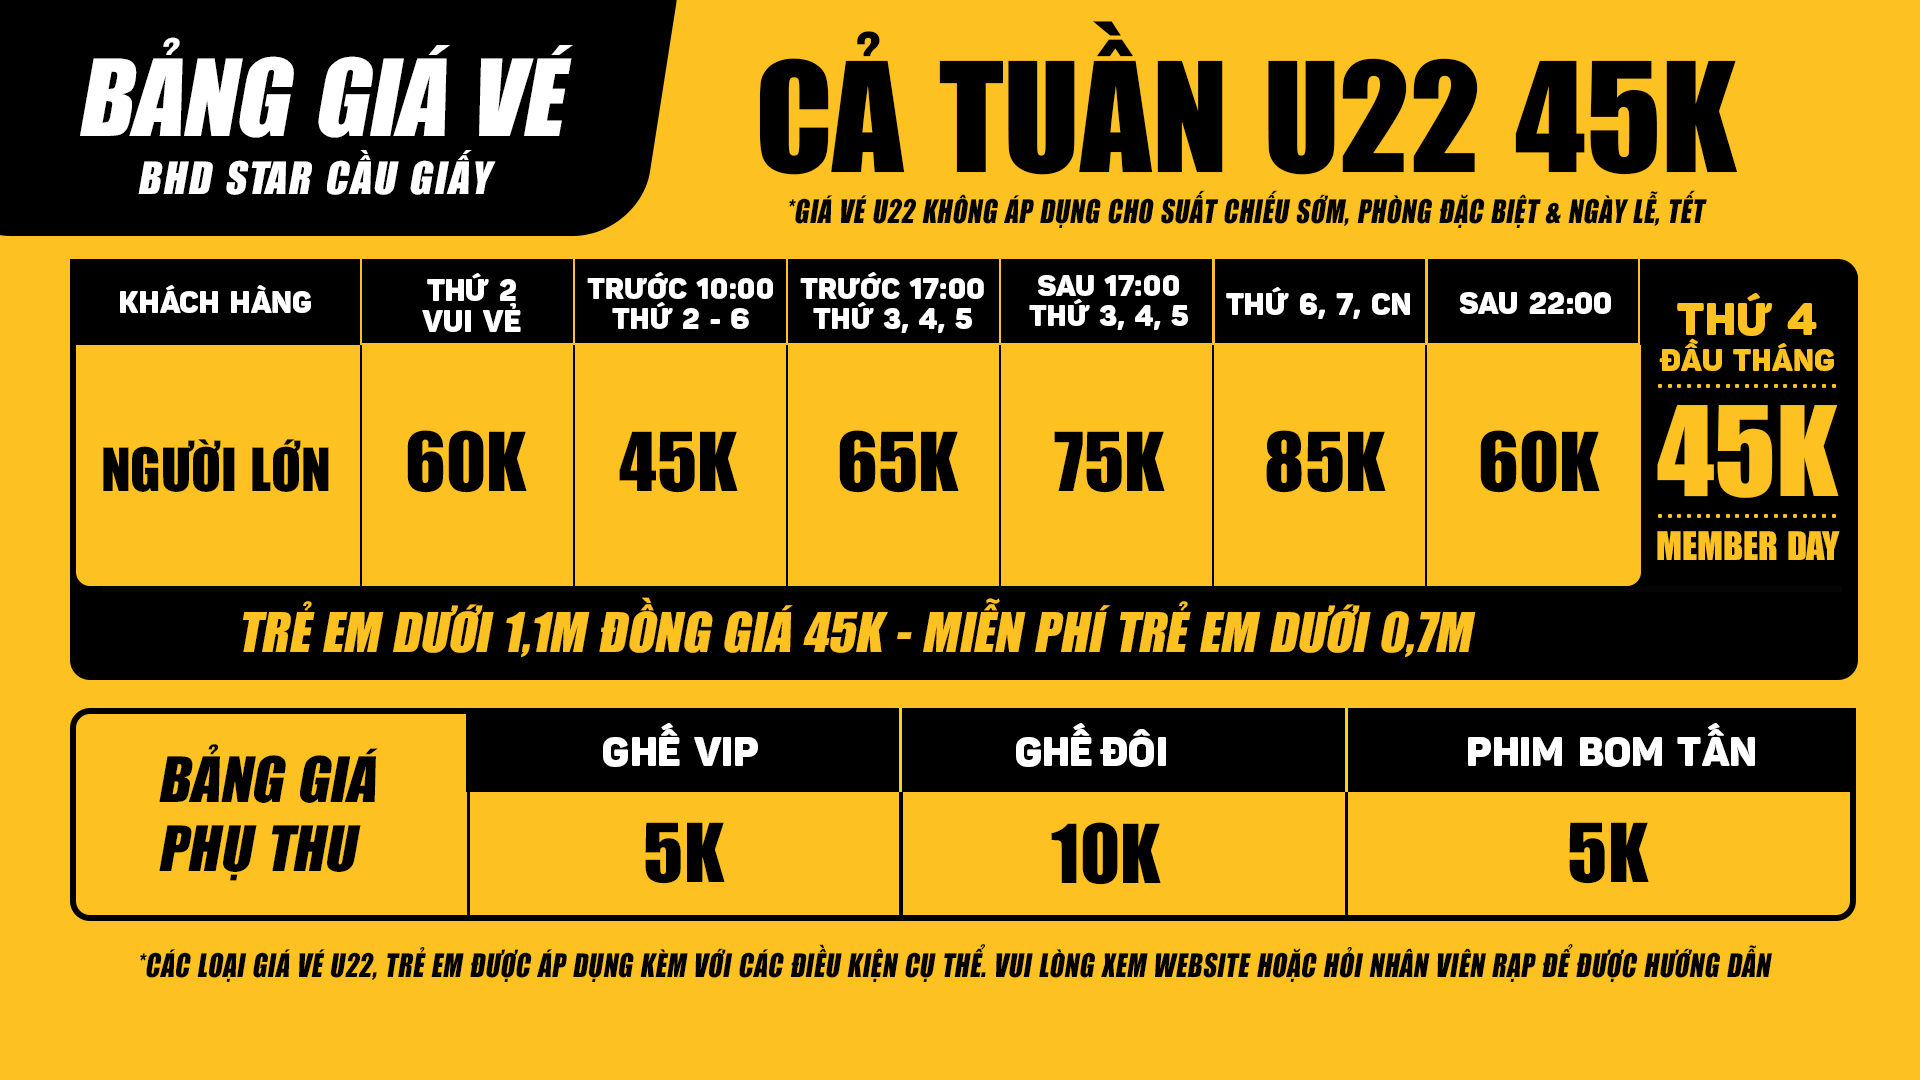 BẢNG GIÁ VÉ
BHD STAR CẦU GIẤY
CẢ TUẦN U22 45K
*GIÁ VÉ U22 KHÔNG ÁP DỤNG CHO SUẤT CHIẾU SỚM, PHÒNG ĐẶC BIỆT & NGÀY LỄ, TẾT
KHÁCH HÀNG
THỨ 2
VUI VẺ
TRƯỚC 10:00
THỨ 2 - 6
TRƯỚC 17:00
THỨ 3, 4, 5
SAU 17:00
THỨ 3, 4, 5
THỨ 6, 7, CN
SAU 22:00
NGƯỜI LỚN
60K
45K
65K
75K
85K
60K
THỨ 4
ĐẦU THÁNG
45K
MEMBER DAY
TRẺ EM DƯỚI 1,1M ĐỒNG GIÁ 45K - MIỄN PHÍ TRẺ EM DƯỚI 0,7M
BẢNG GIÁ
PHỤ THU
GHẾ VIP
GHẾ ĐÔI
PHIM BOM TẤN
5K
10K
5K
*CÁC LOẠI GIÁ VÉ U22, TRẺ EM ĐƯỢC ÁP DỤNG KÈM VỚI CÁC ĐIỀU KIỆN CỤ THỂ. VUI LÒNG XEM WEBSITE HOẶC HỎI NHÂN VIÊN RẠP ĐỂ ĐƯỢC HƯỚNG DẪN